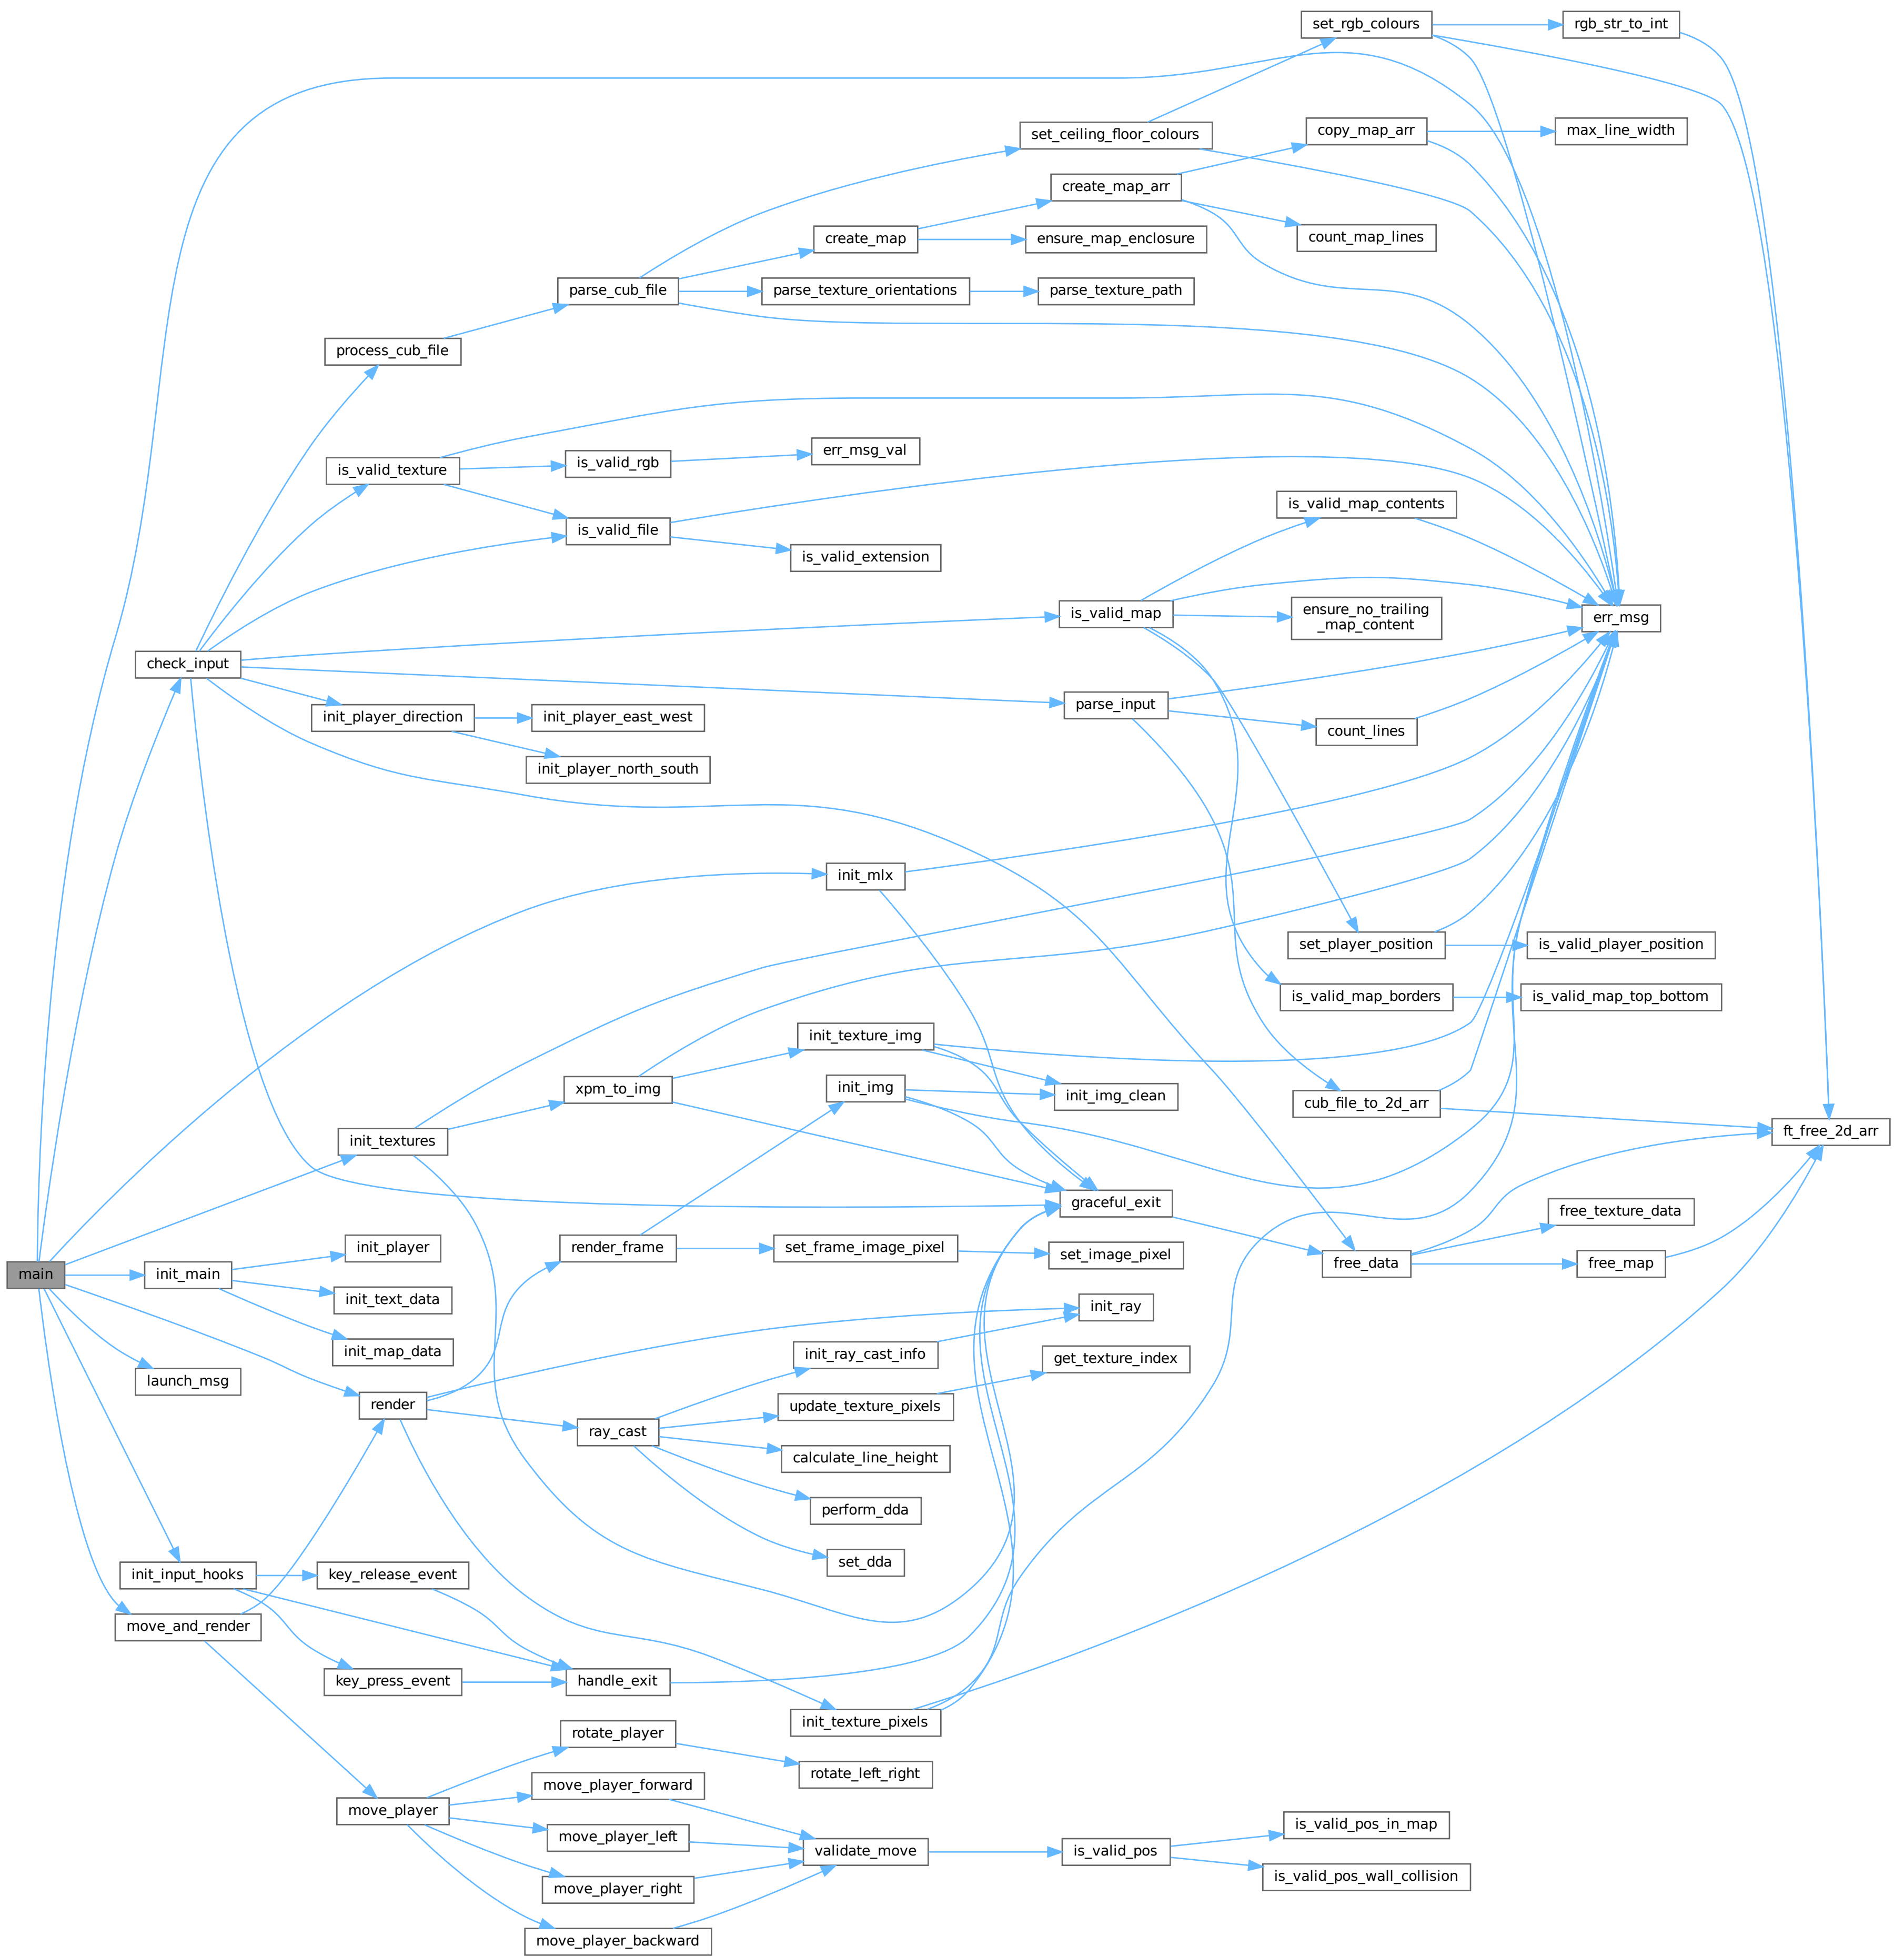 set_rgb_colours
rgb_str_to_int
set_ceiling_floor_colours
copy_map_arr
max_line_width
create_map_arr
create_map
ensure_map_enclosure
count_map_lines
parse_cub_file
parse_texture_orientations
parse_texture_path
process_cub_file
is_valid_texture
is_valid_rgb
err_msg_val
is_valid_file
is_valid_extension
is_valid_map_contents
is_valid_map
ensure_no_trailing
_map_content
err_msg
check_input
parse_input
count_lines
init_player_direction
init_player_east_west
init_player_north_south
init_mlx
set_player_position
is_valid_player_position
is_valid_map_borders
is_valid_map_top_bottom
init_texture_img
xpm_to_img
init_img
init_img_clean
cub_file_to_2d_arr
init_textures
ft_free_2d_arr
graceful_exit
free_texture_data
init_player
render_frame
set_frame_image_pixel
set_image_pixel
free_data
free_map
main
init_main
init_text_data
init_ray
init_map_data
init_ray_cast_info
get_texture_index
launch_msg
render
update_texture_pixels
ray_cast
calculate_line_height
perform_dda
set_dda
init_input_hooks
key_release_event
move_and_render
key_press_event
handle_exit
init_texture_pixels
rotate_player
rotate_left_right
move_player_forward
move_player
move_player_left
validate_move
is_valid_pos
is_valid_pos_in_map
is_valid_pos_wall_collision
move_player_right
move_player_backward